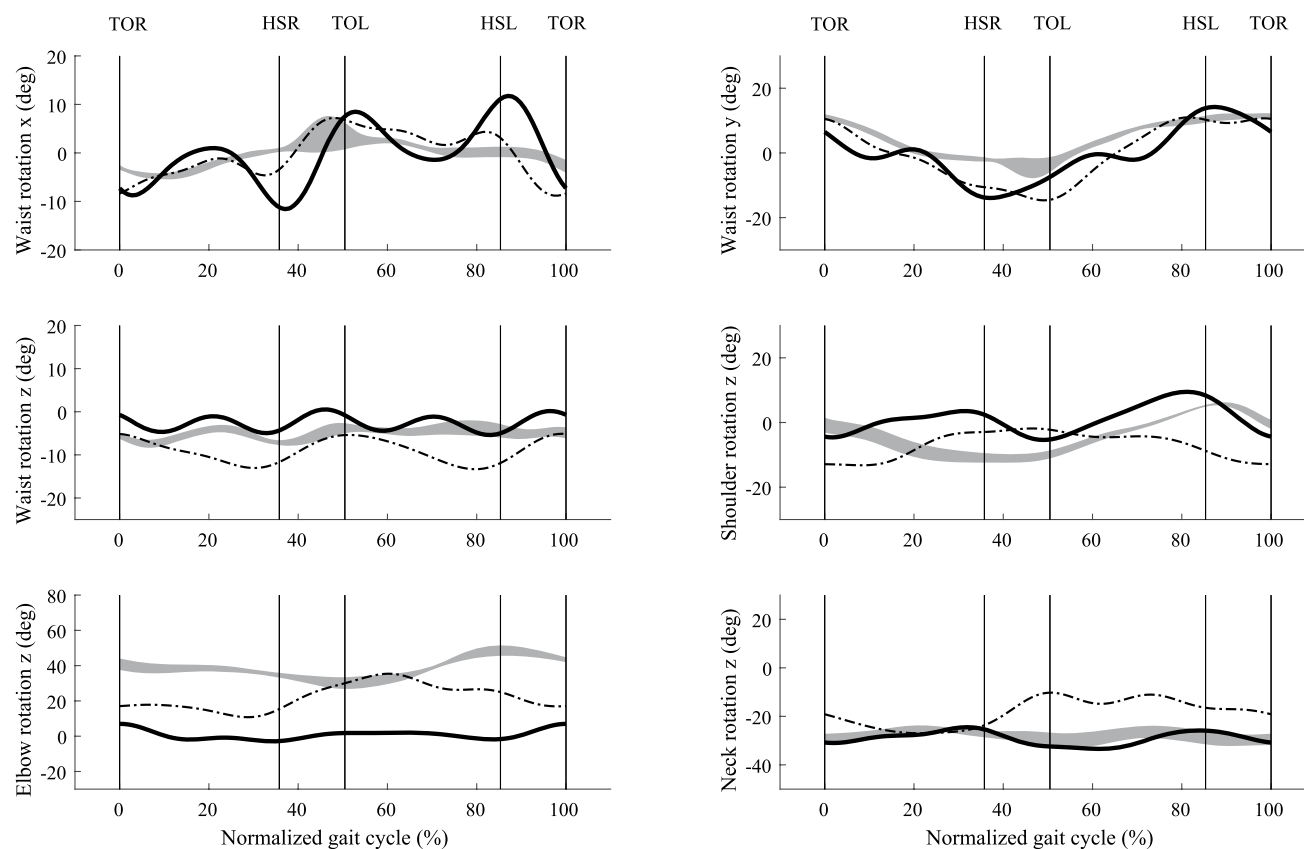 TOR HSR TOL HSL TOR
Waist rotation x (deg)
20
10
0
-10
-20
0 20 40 60 80 100
TOR HSR TOL HSL TOR
Waist rotation y (deg)
20
0
-20
0 20 40 60 80 100
Waist rotation z (deg)
20
10
0
-10
-20
0 20 40 60 80 100
Shoulder rotation z (deg)
20
0
-20
0 20 40 60 80 100
Elbow rotation z (deg)
80
60
40
20
0
-20
0 20 40 60 80 100
Normalized gait cycle (%)
Neck rotation z (deg)
20
0
-20
-40
0 20 40 60 80 100
Normalized gait cycle (%)